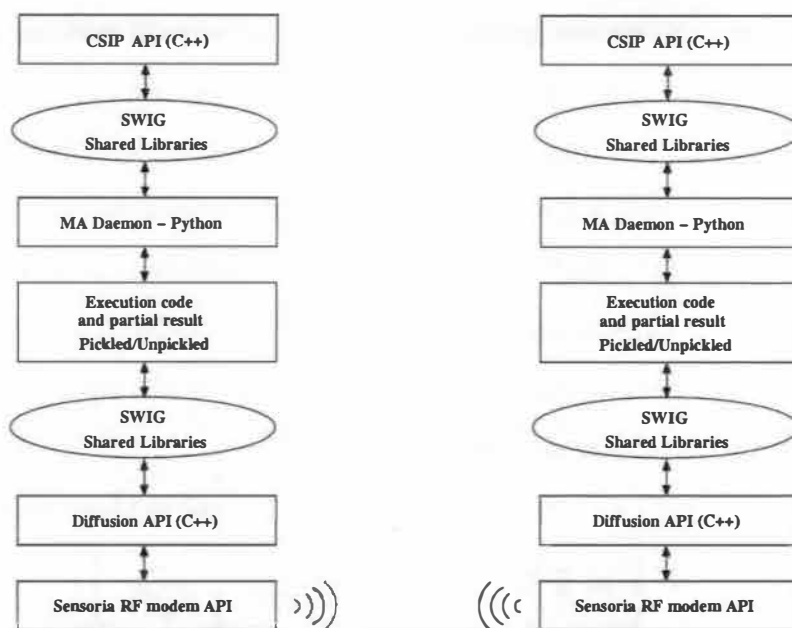 CSIP API (C++)
SWIG
Shared Libraries
MA Daemon – Python
Execution code
and partial result
Pickled/Unpickled
SWIG
Shared Libraries
Diffusion API (C++)
Sensoria RF modem API
CSIP API (C++)
SWIG
Shared Libraries
MA Daemon – Python
Execution code
and partial result
Pickled/Unpickled
SWIG
Shared Libraries
Diffusion API (C++)
Sensoria RF modem API